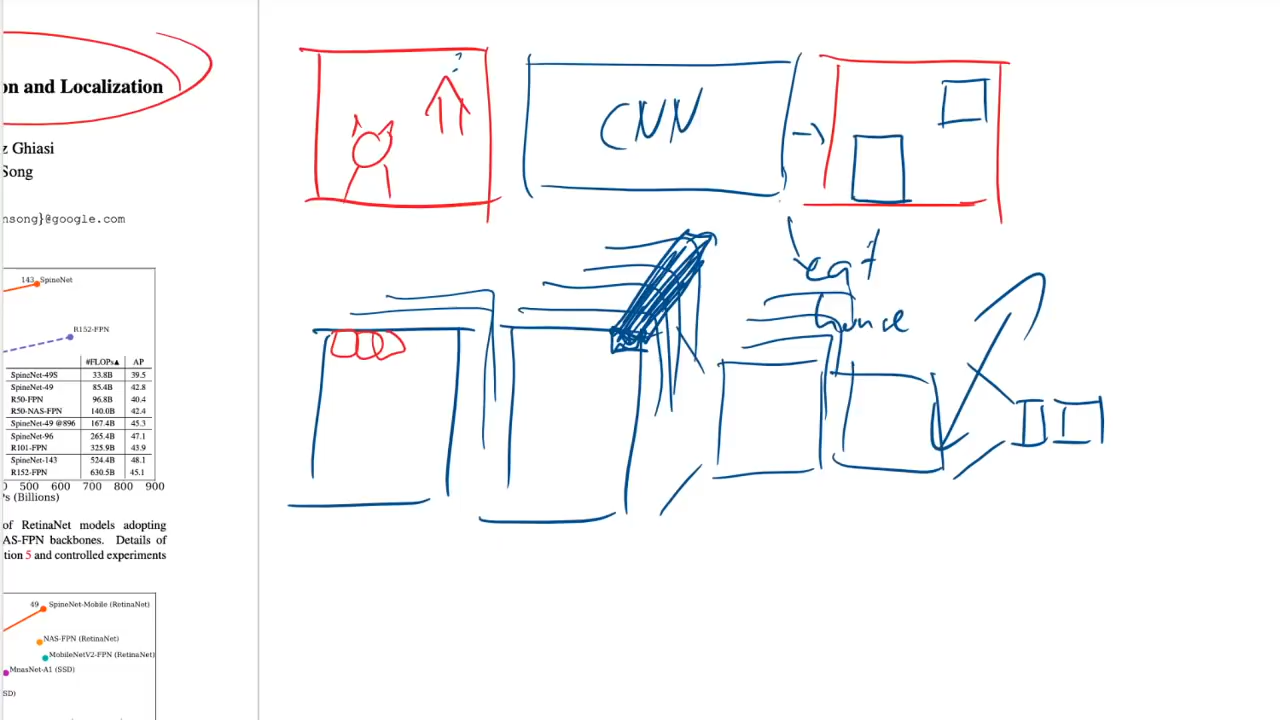 on and Localization
z Ghiasi
Song
nsong}@google.com
143 SpineNet
R152-FPN
#FLOPs▲ AP
SpineNet-49S 33.8B 39.5
SpineNet-49 85.4B 42.8
R50-FPN 96.8B 40.4
R50-NAS-FPN 140.0B 42.4
SpineNet-49 @896 167.4B 45.3
SpineNet-96 265.4B 47.1
R101-FPN 325.9B 43.9
SpineNet-143 524.4B 48.1
R152-FPN 630.5B 45.1
0 500 600 700 800 900
Ps (Billions)
of RetinaNet models adopting
AS-FPN backbones. Details of
tion 5 and controlled experiments
49 SpineNet-Mobile (RetinaNet)
NAS-FPN (RetinaNet)
MobileNetV2-FPN (RetinaNet)
MnasNet-A1 (SSD)
SD)
CNN